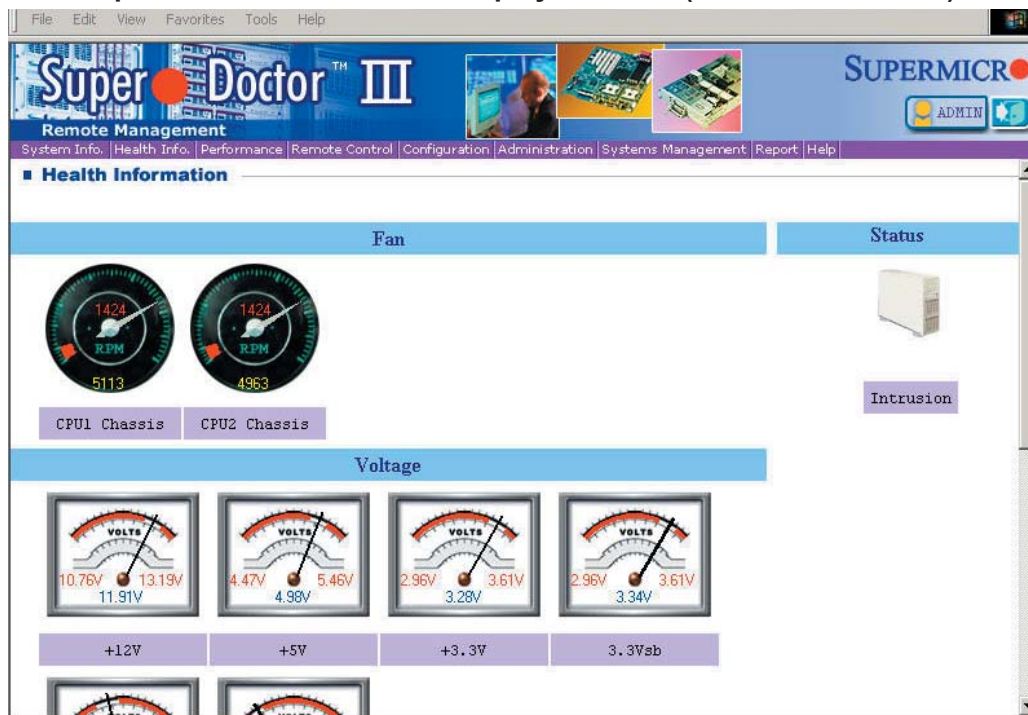 File Edit View Favorites Tools Help
Super Doctor™ III
SUPERMICR
ADMIN
Remote Management
System Info. Health Info. Performance Remote Control Configuration Administration Systems Management Report Help
Health Information
Fan
Status
1424
RPM
5113
1424
RPM
4963
CPU1 Chassis
CPU2 Chassis
Intrusion
Voltage
VOLTS
10.76V 13.19V
11.91V
VOLTS
4.47V 5.46V
4.98V
VOLTS
2.96V 3.61V
3.28V
VOLTS
2.96V 3.61V
3.34V
+12V
+5V
+3.3V
3.3Vsb